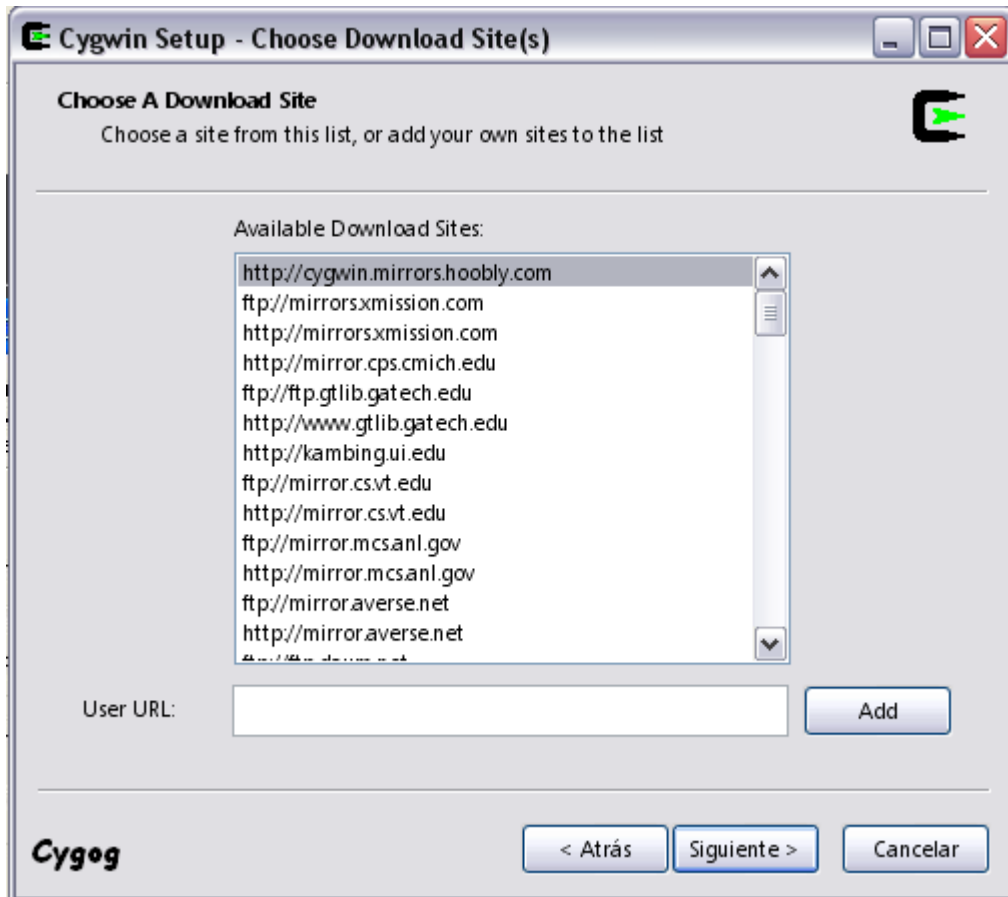 Cygwin Setup - Choose Download Site(s)
Choose A Download Site
Choose a site from this list, or add your own sites to the list
Available Download Sites:
http://cygwin.mirrors.hoobly.com
ftp://mirrors.xmission.com
http://mirrors.xmission.com
http://mirror.cps.cmich.edu
ftp://ftp.gtlib.gatech.edu
http://www.gtlib.gatech.edu
http://kambing.ui.edu
ftp://mirror.cs.vt.edu
http://mirror.cs.vt.edu
ftp://mirror.mcs.anl.gov
http://mirror.mcs.anl.gov
ftp://mirror.averse.net
http://mirror.averse.net
User URL:
Add
Cygog
< Atrás
Siguiente >
Cancelar